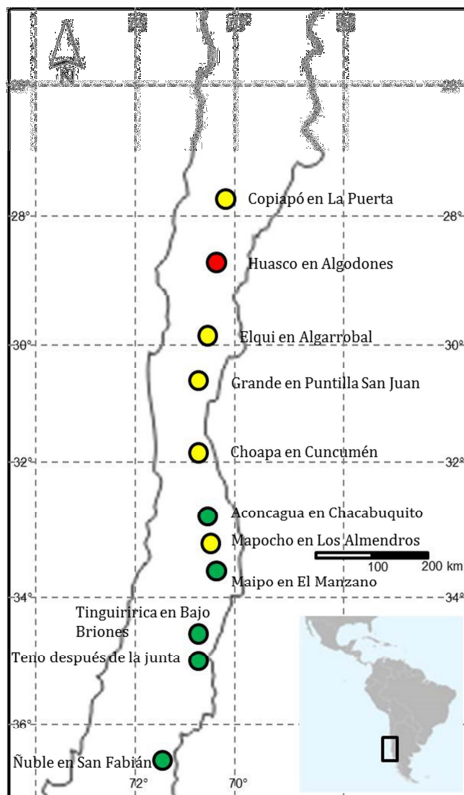 Copiapó en La Puerta
28°
28°
Huasco en Algodones
Elqui en Algarrobal
30°
30°
Grande en Puntilla San Juan
Choapa en Cuncumén
32°
32°
Aconcagua en Chacabuquito
Mapocho en Los Almendros
100
200 km
Maipo en El Manzano
34°
34°
Tinguiririca en Bajo
Briones
Teno después de la junta
36°
36°
Ñuble en San Fabián
72°
70°